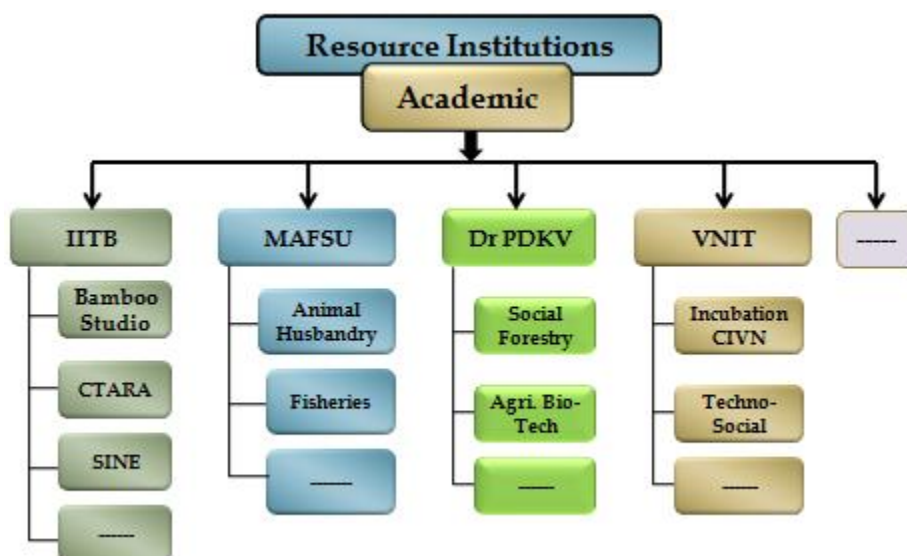 Resource Institutions
Academic
IITB
MAFSU
Dr PDKV
VNIT
-----
Bamboo
Studio
CTARA
SINE
------
Animal
Husbandry
Fisheries
------
Social
Forestry
Agri. Bio-
Tech
-----
Incubation
CIVN
Techno-
Social
-----